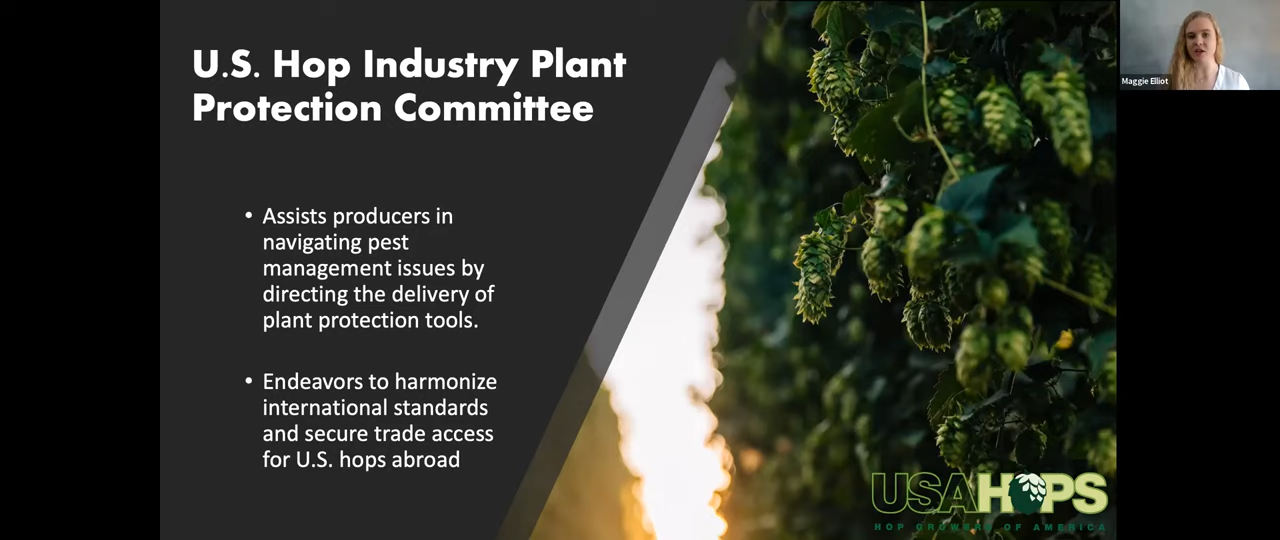 U.S. Hop Industry Plant
Protection Committee
• Assists producers in
navigating pest
management issues by
directing the delivery of
plant protection tools.
• Endeavors to harmonize
international standards
and secure trade access
for U.S. hops abroad
Maggie Elliot
USAHOPS
HOP GROWERS OF AMERICA